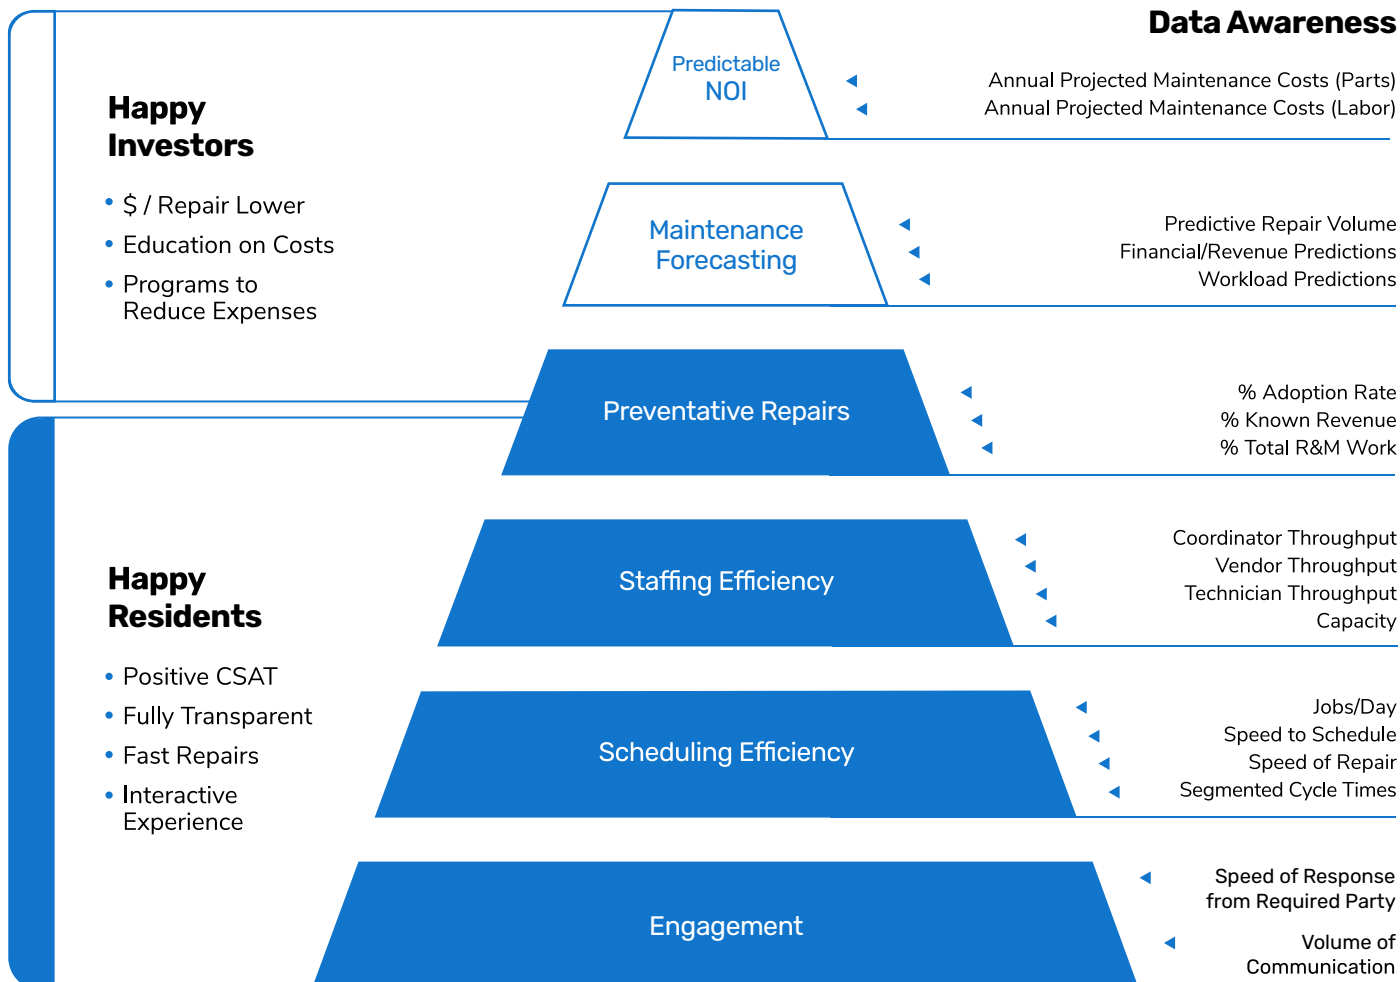 Data Awareness
Predictable
NOI
Annual Projected Maintenance Costs (Parts)
Annual Projected Maintenance Costs (Labor)
Happy
Investors
• $ / Repair Lower
• Education on Costs
• Programs to
Reduce Expenses
Maintenance
Forecasting
Predictive Repair Volume
Financial/Revenue Predictions
Workload Predictions
Preventative Repairs
% Adoption Rate
% Known Revenue
% Total R&M Work
Happy
Residents
• Positive CSAT
• Fully Transparent
• Fast Repairs
• Interactive
Experience
Staffing Efficiency
Coordinator Throughput
Vendor Throughput
Technician Throughput
Capacity
Scheduling Efficiency
Jobs/Day
Speed to Schedule
Speed of Repair
Segmented Cycle Times
Engagement
Speed of Response
from Required Party
Volume of
Communication